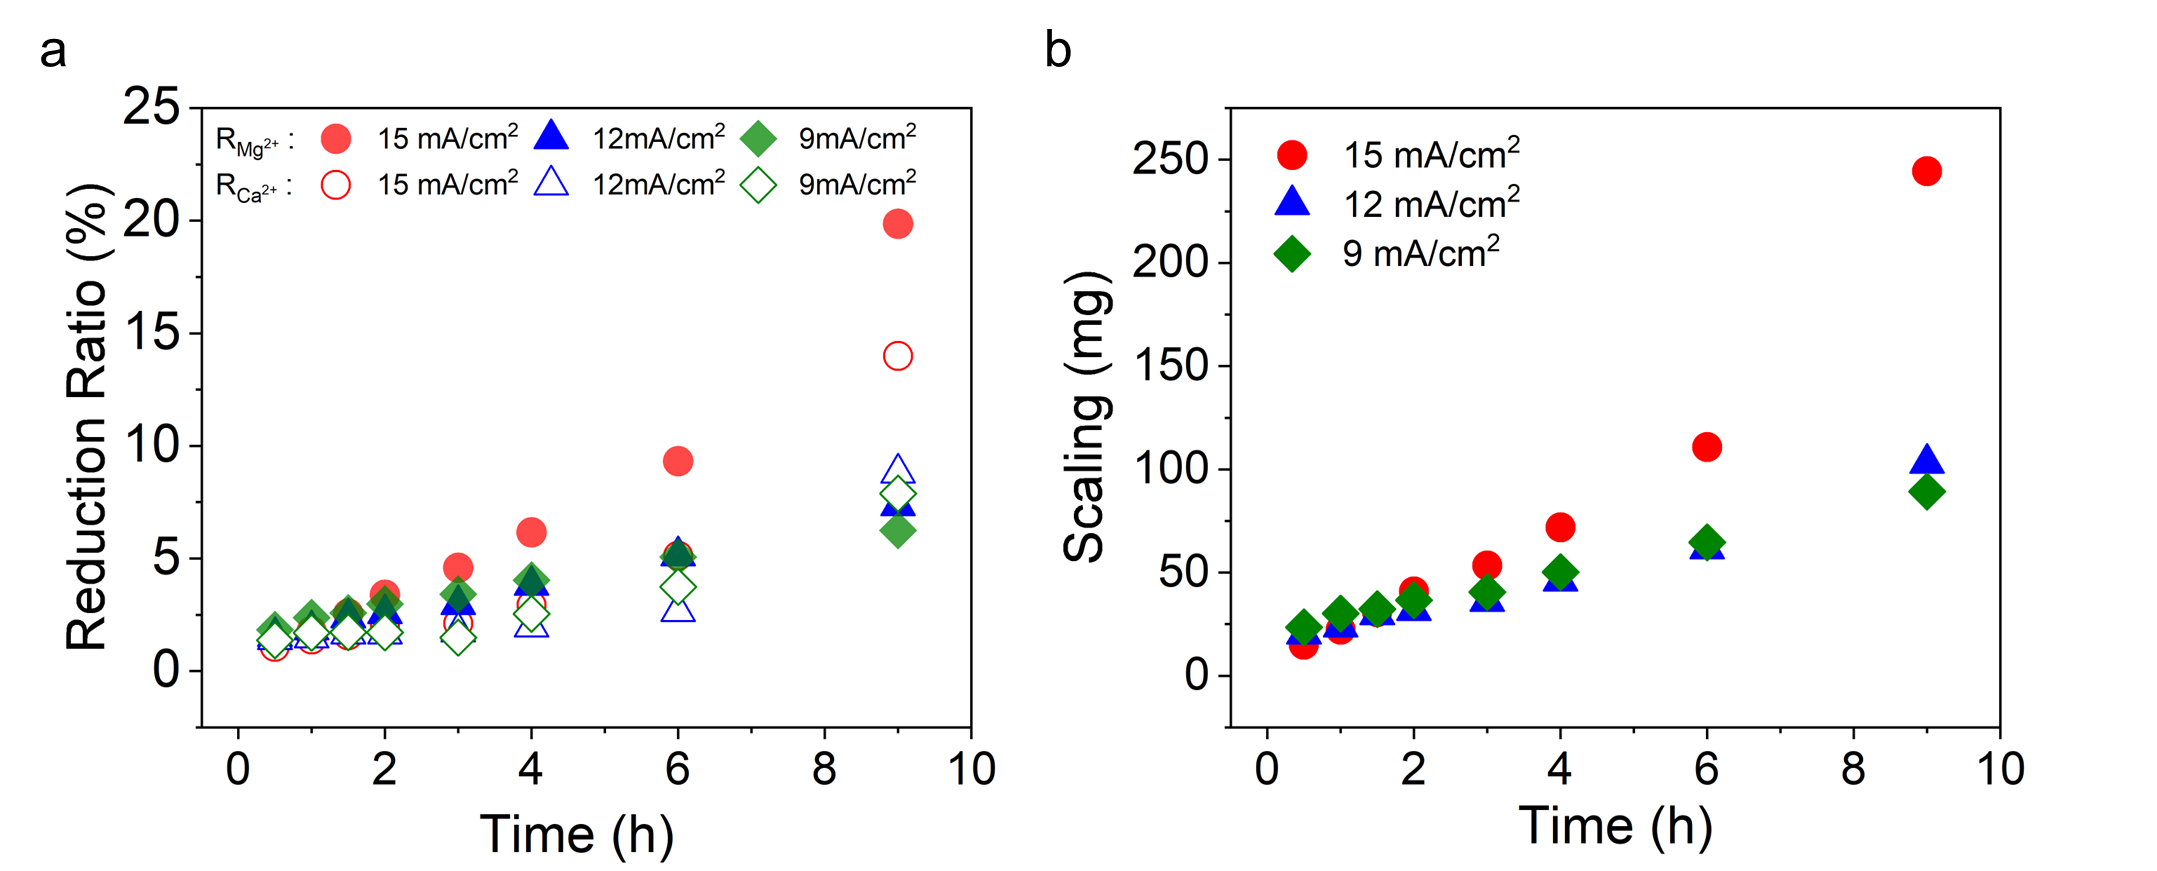 a
25
20
15
10
5
0
Reduction Ratio (%)
R_Mg²⁺ : 15 mA/cm² 12mA/cm² 9mA/cm²
R_Ca²⁺ : 15 mA/cm² 12mA/cm² 9mA/cm²
0 2 4 6 8 10
Time (h)
b
250
200
150
100
50
0
Scaling (mg)
15 mA/cm²
12 mA/cm²
9 mA/cm²
0 2 4 6 8 10
Time (h)